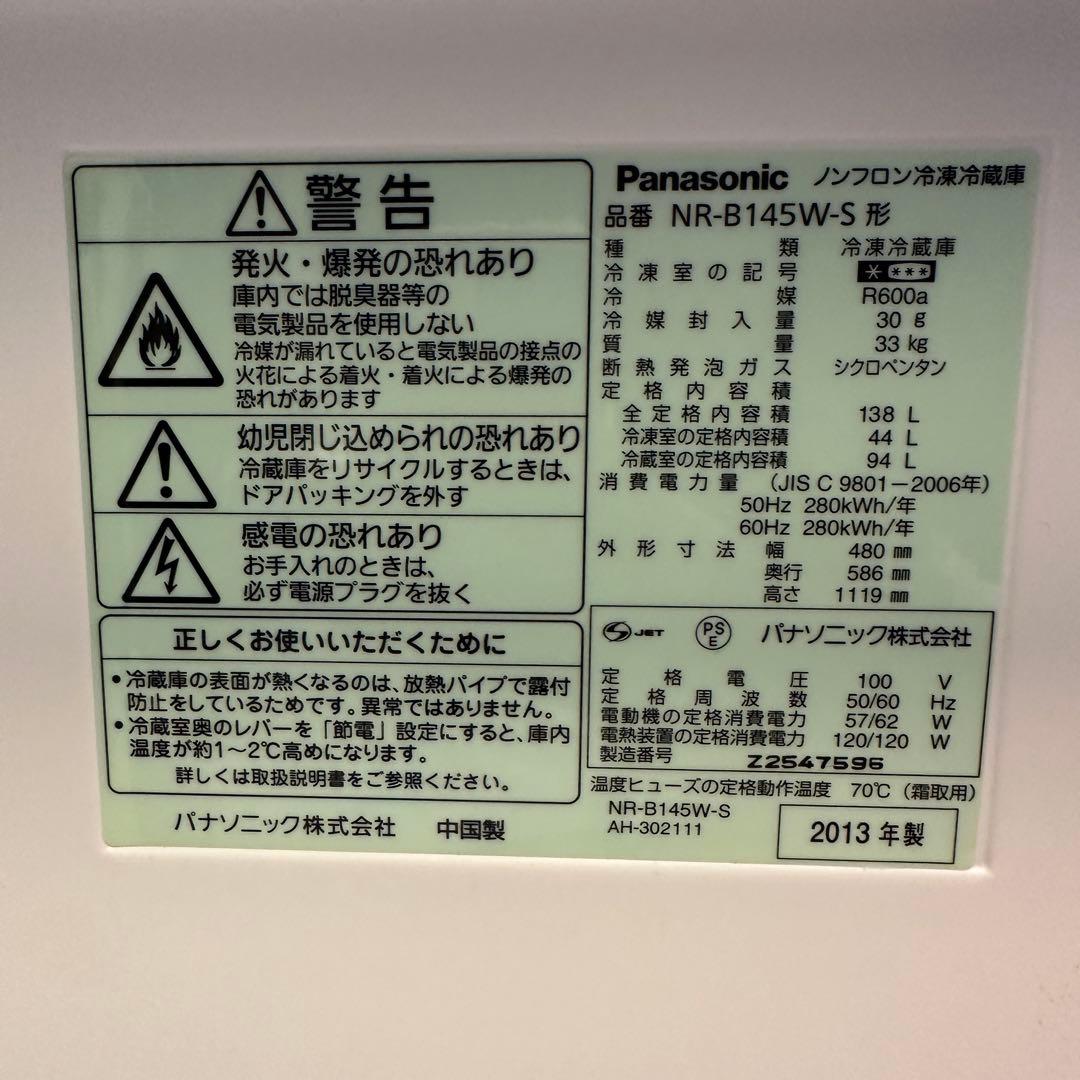 警告
発火・爆発の恐れあり
庫内では脱臭器等の
電気製品を使用しない
冷媒が漏れていると電気製品の接点の
火花による着火・着火による爆発の
恐れがあります
幼児閉じ込められの恐れあり
冷蔵庫をリサイクルするときは、
ドアパッキングを外す
感電の恐れあり
お手入れのときは、
必ず電源プラグを抜く
正しくお使いいただくために
・冷蔵庫の表面が熱くなるのは、放熱パイプで露付
防止をしているためです。異常ではありません。
・冷蔵室奥のレバーを「節電」設定にすると、庫内
温度が約1〜2℃高めになります。
詳しくは取扱説明書をご参照ください。
パナソニック株式会社 中国製
Panasonic ノンフロン冷凍冷蔵庫
品番 NR-B145W-S 形
種類 冷凍冷蔵庫
冷凍室の記号 * ***
冷媒 R600a
冷媒封入量 30 g
質量 33 kg
断熱発泡ガス シクロペンタン
定格内容積
全定格内容積 138 L
冷凍室の定格内容積 44 L
冷蔵室の定格内容積 94 L
消費電力量 (JIS C 9801－2006年)
50Hz 280kWh/年
60Hz 280kWh/年
外形寸法 幅 480 mm
奥行 586 mm
高さ 1119 mm
JET PSE パナソニック株式会社
定格電圧 100 V
定格周波数 50/60 Hz
電動機の定格消費電力 57/62 W
電熱装置の定格消費電力 120/120 W
製造番号 Z2547596
温度ヒューズの定格動作温度 70℃（霜取用）
NR-B145W-S
AH-302111
2013 年製